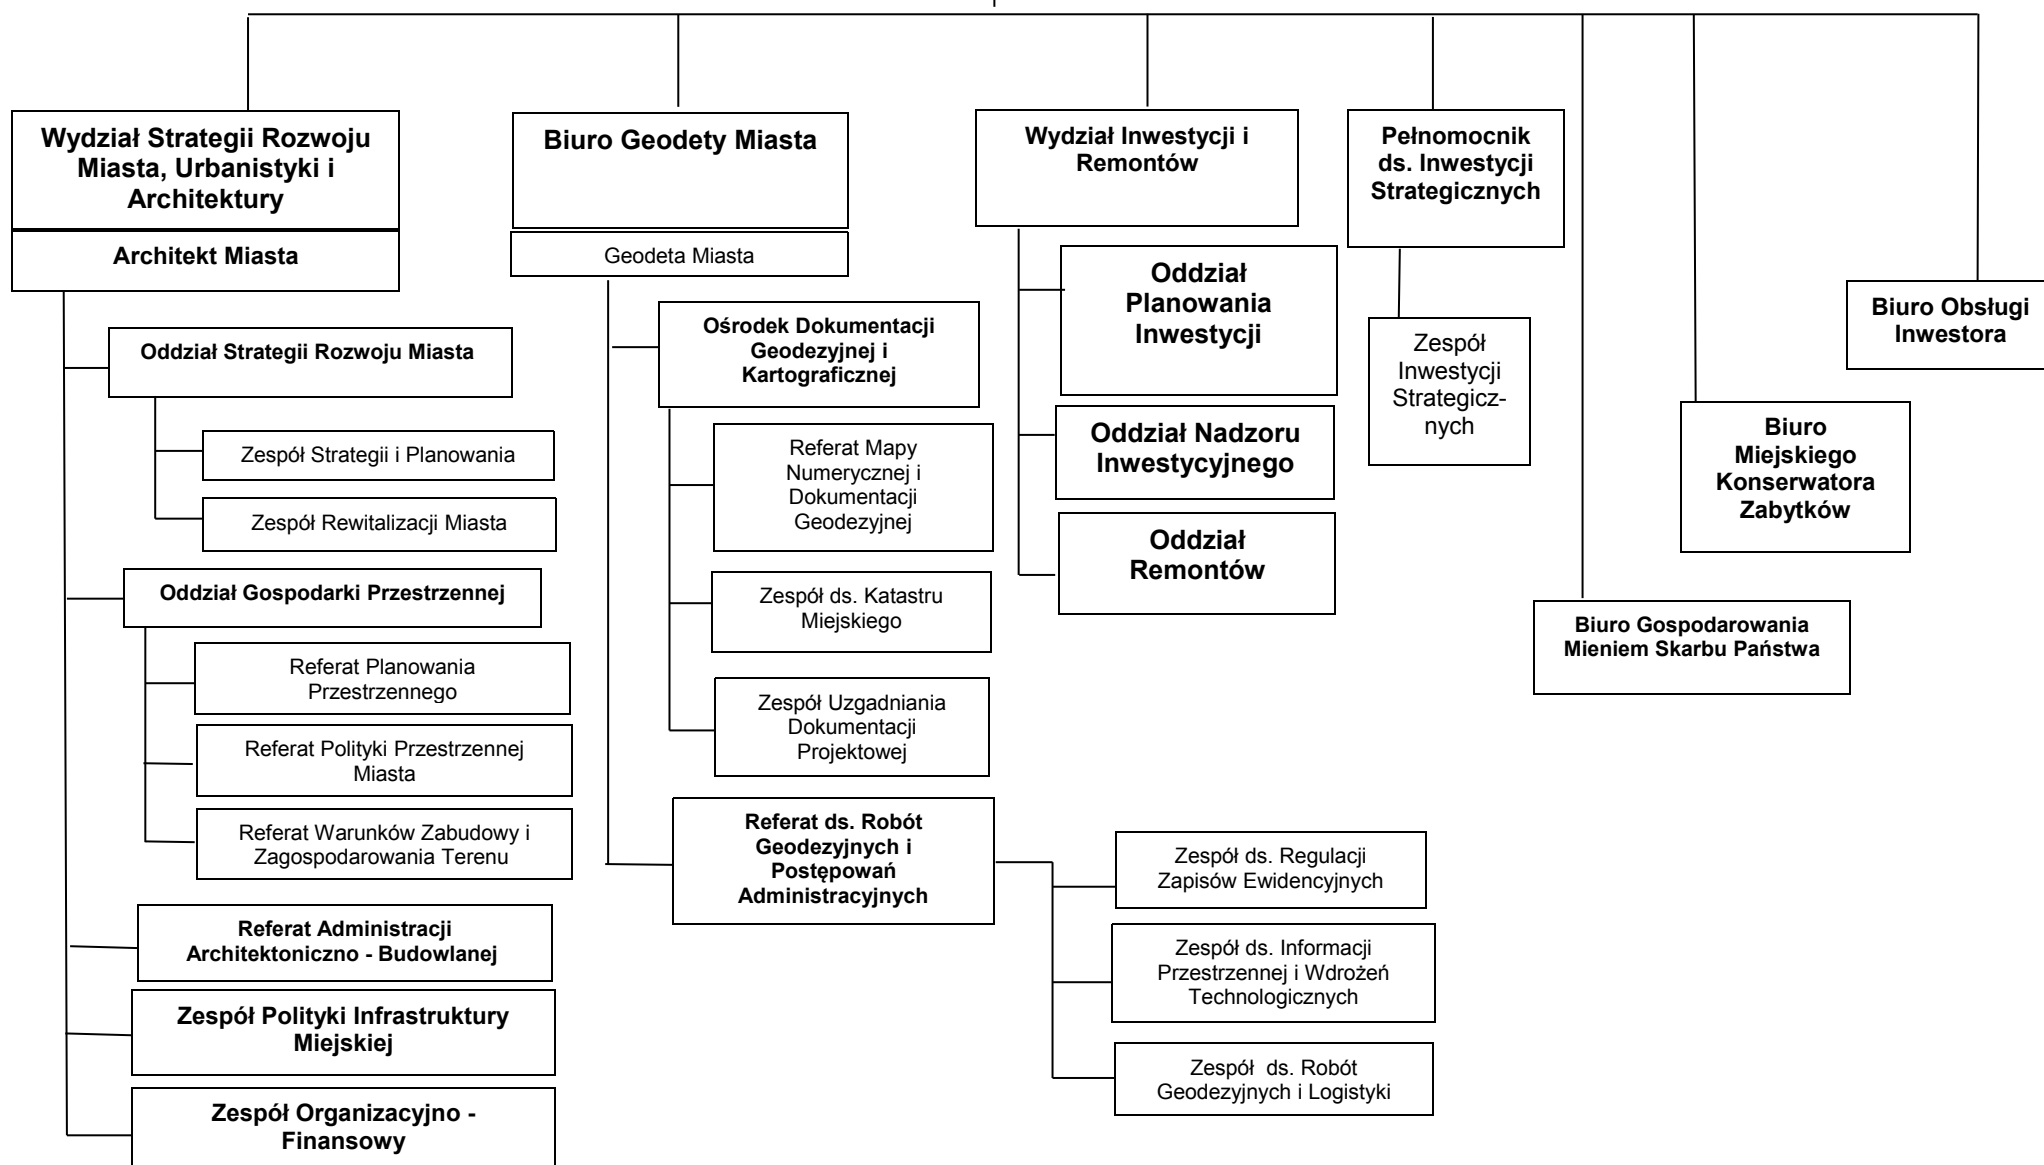 Wydział Strategii Rozwoju
Miasta, Urbanistyki i
Architektury
Architekt Miasta
Oddział Strategii Rozwoju Miasta
Zespół Strategii i Planowania
Zespół Rewitalizacji Miasta
Oddział Gospodarki Przestrzennej
Referat Planowania
Przestrzennego
Referat Polityki Przestrzennej
Miasta
Referat Warunków Zabudowy i
Zagospodarowania Terenu
Referat Administracji
Architektoniczno - Budowlanej
Zespół Polityki Infrastruktury
Miejskiej
Zespół Organizacyjno -
Finansowy
Biuro Geodety Miasta
Geodeta Miasta
Ośrodek Dokumentacji
Geodezyjnej i
Kartograficznej
Referat Mapy
Numerycznej i
Dokumentacji
Geodezyjnej
Zespół ds. Katastru
Miejskiego
Zespół Uzgadniania
Dokumentacji
Projektowej
Referat ds. Robót
Geodezyjnych i
Postępowań
Administracyjnych
Zespół ds. Regulacji
Zapisów Ewidencyjnych
Zespół ds. Informacji
Przestrzennej i Wdrożeń
Technologicznych
Zespół ds. Robót
Geodezyjnych i Logistyki
Wydział Inwestycji i
Remontów
Oddział
Planowania
Inwestycji
Oddział Nadzoru
Inwestycyjnego
Oddział
Remontów
Pełnomocnik
ds. Inwestycji
Strategicznych
Zespół
Inwestycji
Strategicz-
nych
Biuro Gospodarowania
Mieniem Skarbu Państwa
Biuro
Miejskiego
Konserwatora
Zabytków
Biuro Obsługi
Inwestora